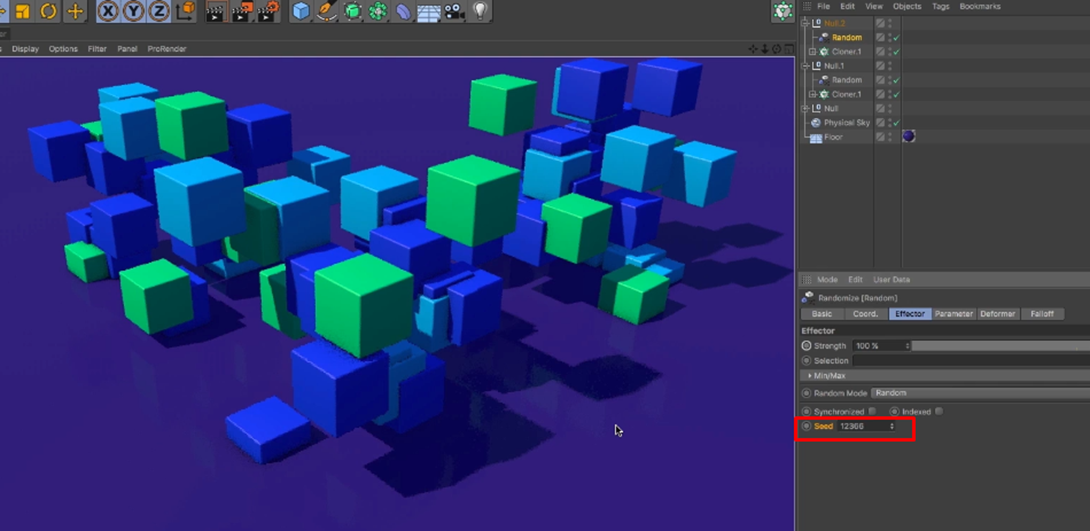 X Y Z
File Edit View Objects Tags Bookmarks
Display Options Filter Panel ProRender
Null.2
Random
Cloner.1
Null.1
Random
Cloner.1
Null
Physical Sky
Floor
Mode Edit User Data
Randomize [Random]
Basic Coord. Effector Parameter Deformer Falloff
Effector
Strength 100 %
Selection
Min/Max
Random Mode Random
Synchronized Indexed
Seed 12366